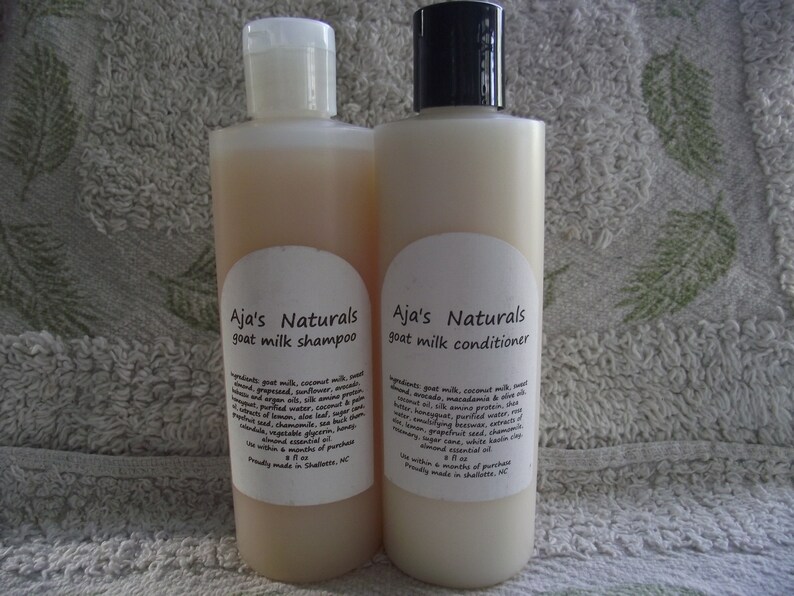 Aja's Naturals
goat milk shampoo
Ingredients: goat milk, coconut milk, sweet
almond, grapeseed, sunflower, avocado,
babassu and argan oils, silk amino protein,
honeyquat, purified water, coconut & palm
oil, extracts of lemon, aloe leaf, sugar cane,
grapefruit seed, chamomile, sea buck thorn,
calendula, vegetable glycerin, honey,
almond essential oil.
Use within 6 months of purchase
8 fl oz
Proudly made in Shallotte, NC
Aja's Naturals
goat milk conditioner
Ingredients: goat milk, coconut milk, sweet
almond, avocado, macadamia & olive oil,
coconut oil, silk amino protein, shea
butter, honeyquat, purified water, rose
water, emulsifying beeswax, extracts of
aloe, lemon, grapefruit seed, chamomile,
rosemary, sugar cane, white kaolin clay,
almond essential oil.
Use within 6 months of purchase
8 fl oz
Proudly made in shallotte, NC